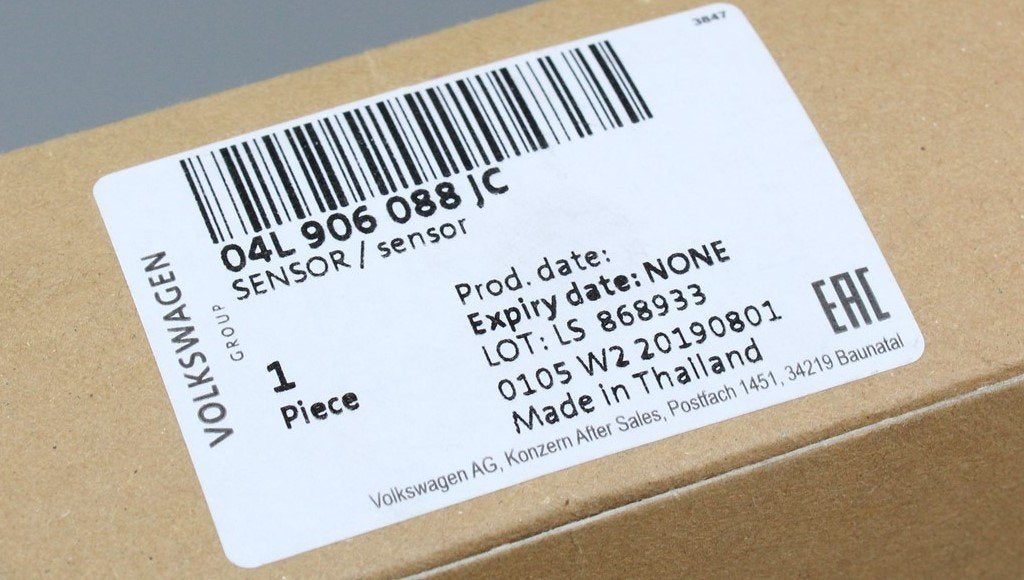 3847
04L 906 088 JC
SENSOR / sensor
VOLKSWAGEN
GROUP
1
Piece
Prod. date:
Expiry date: NONE
LOT: LS 868933
0105 W2 20190801
Made in Thailand
EAC
Volkswagen AG, Konzern After Sales, Postfach 1451, 34219 Baunatal